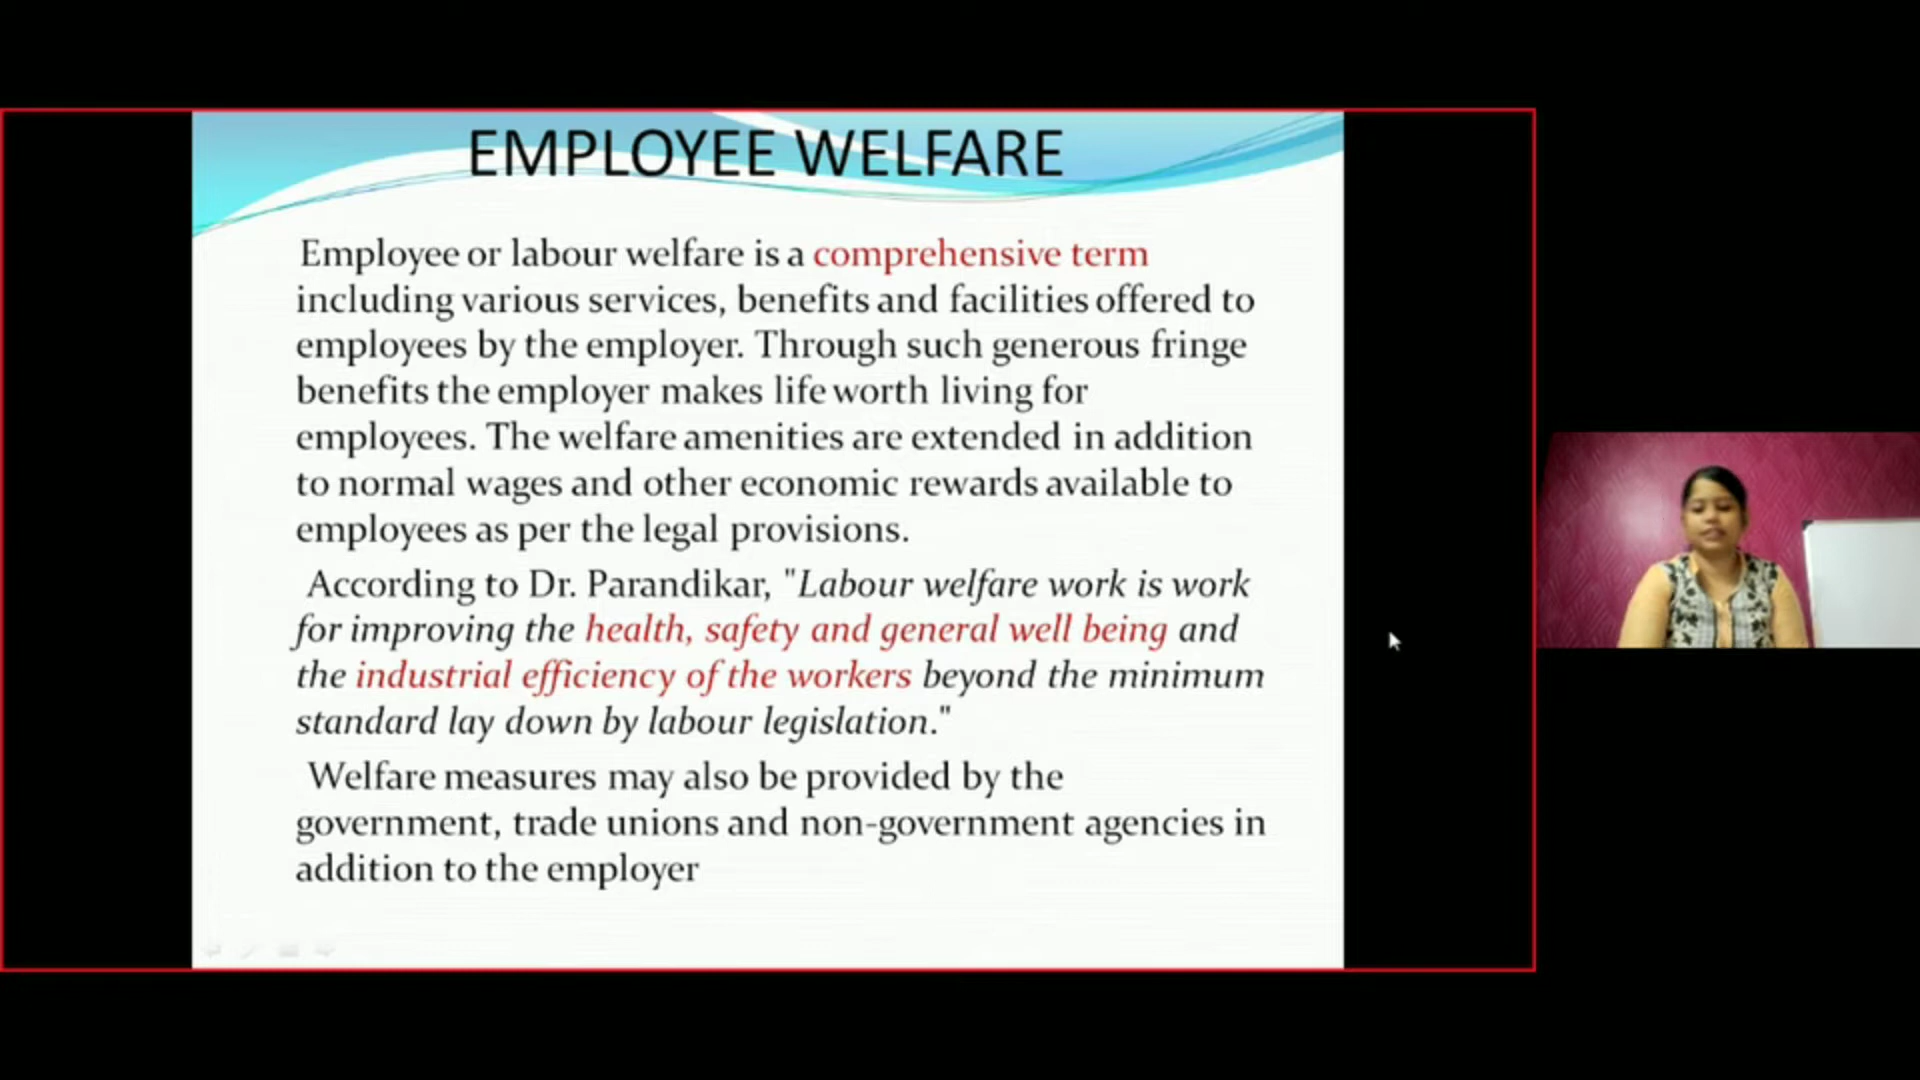 EMPLOYEE WELFARE
Employee or labour welfare is a comprehensive term
including various services, benefits and facilities offered to
employees by the employer. Through such generous fringe
benefits the employer makes life worth living for
employees. The welfare amenities are extended in addition
to normal wages and other economic rewards available to
employees as per the legal provisions.
According to Dr. Parandikar, "Labour welfare work is work
for improving the health, safety and general well being and
the industrial efficiency of the workers beyond the minimum
standard lay down by labour legislation."
Welfare measures may also be provided by the
government, trade unions and non-government agencies in
addition to the employer